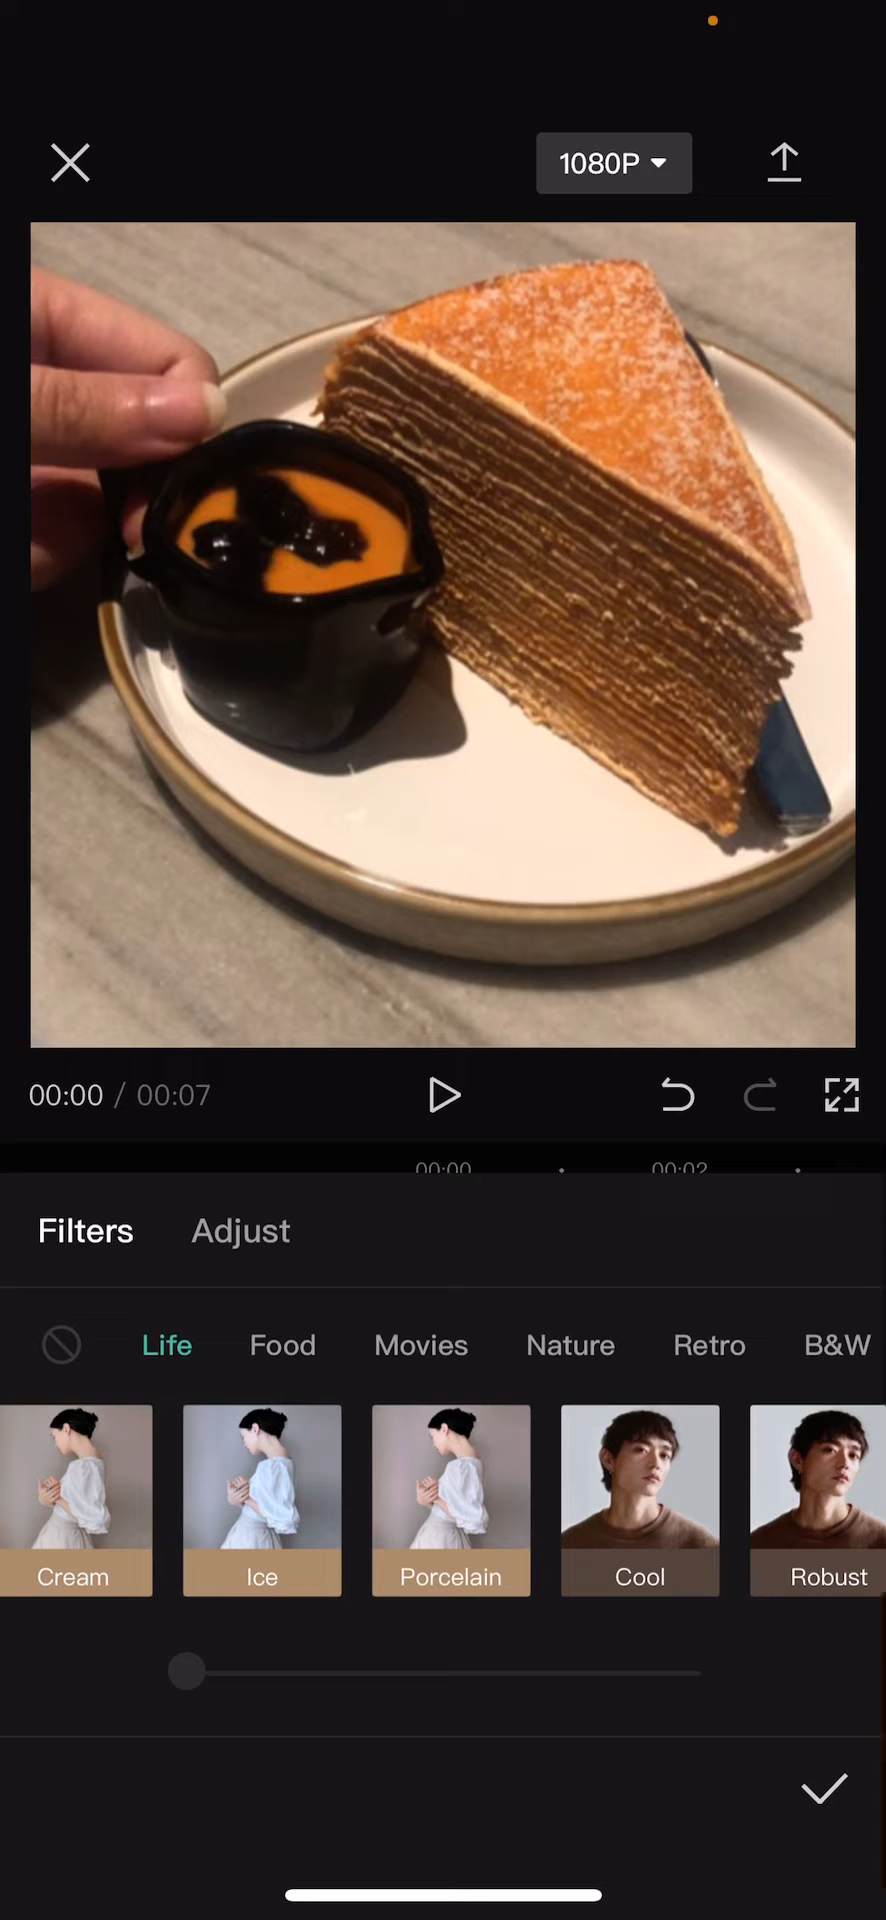 1080P
00:00 / 00:07
00:00 00:02
Filters Adjust
Life Food Movies Nature Retro B&W
Cream Ice Porcelain Cool Robust